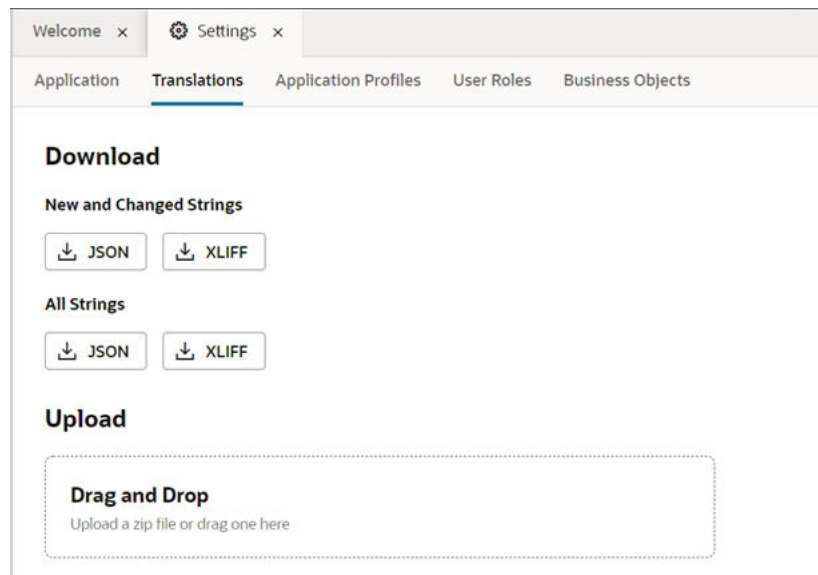 Welcome x Settings x
Application Translations Application Profiles User Roles Business Objects
Download
New and Changed Strings
JSON XLIFF
All Strings
JSON XLIFF
Upload
Drag and Drop
Upload a zip file or drag one here